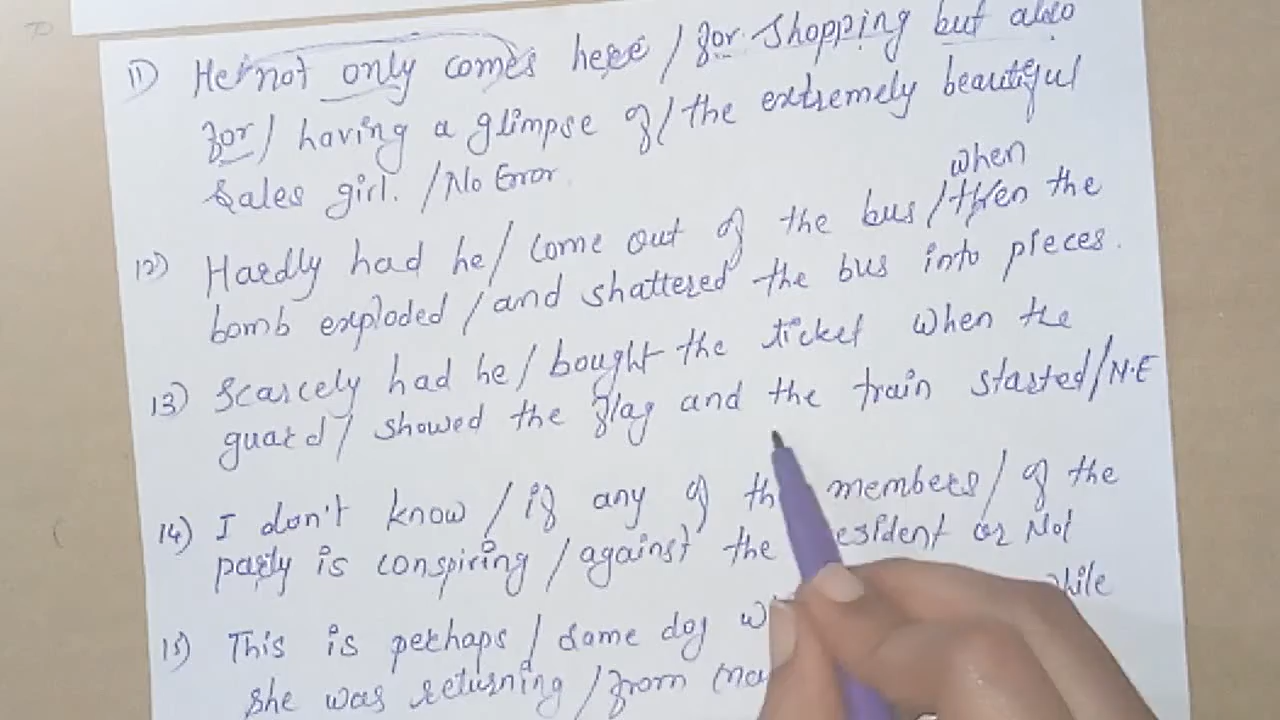 11) He not only comes here / for shopping but also
for / having a glimpse of / the extremely beautiful
sales girl. / No Error
when
12) Hardly had he / come out of the bus / then the
bomb exploded / and shattered the bus into pieces.
13) Scarcely had he / bought the ticket when the
guard / showed the flag and the train started / N.E
14) I don't know / if any of members / of the
party is conspiring / against the or Not
15) This is perhaps / same dog
she was returning / from